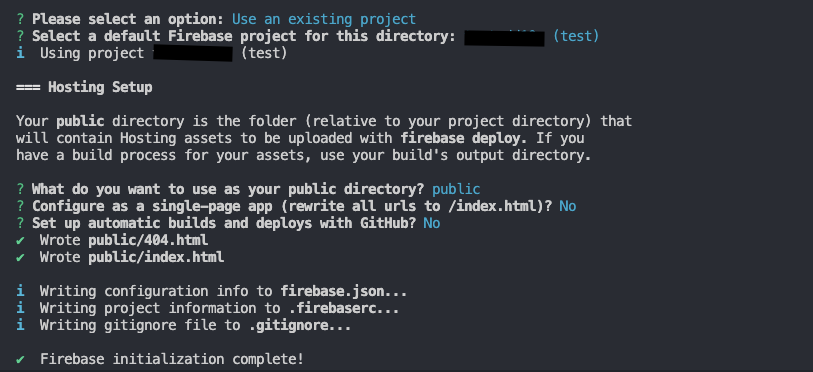 ? Please select an option: Use an existing project
? Select a default Firebase project for this directory: (test)
i Using project (test)
=== Hosting Setup
Your public directory is the folder (relative to your project directory) that
will contain Hosting assets to be uploaded with firebase deploy. If you
have a build process for your assets, use your build's output directory.
? What do you want to use as your public directory? public
? Configure as a single-page app (rewrite all urls to /index.html)? No
? Set up automatic builds and deploys with GitHub? No
✔ Wrote public/404.html
✔ Wrote public/index.html
i Writing configuration info to firebase.json...
i Writing project information to .firebaserc...
i Writing gitignore file to .gitignore...
✔ Firebase initialization complete!